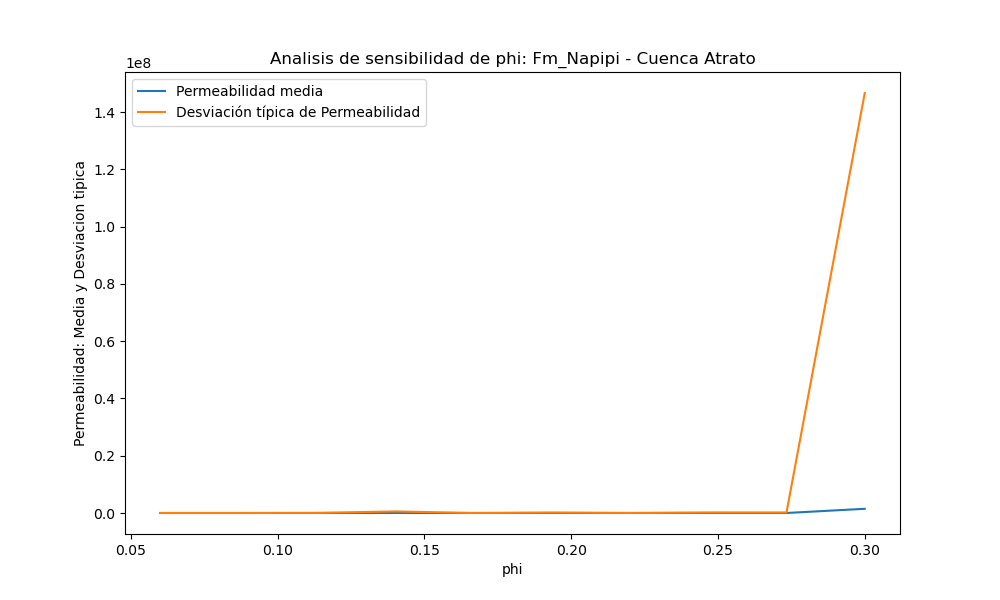 Analisis de sensibilidad de phi: Fm_Napipi - Cuenca Atrato
1e8
Permeabilidad media
Desviación típica de Permeabilidad
Permeabilidad: Media y Desviacion tipica
1.4
1.2
1.0
0.8
0.6
0.4
0.2
0.0
0.05 0.10 0.15 0.20 0.25 0.30
phi